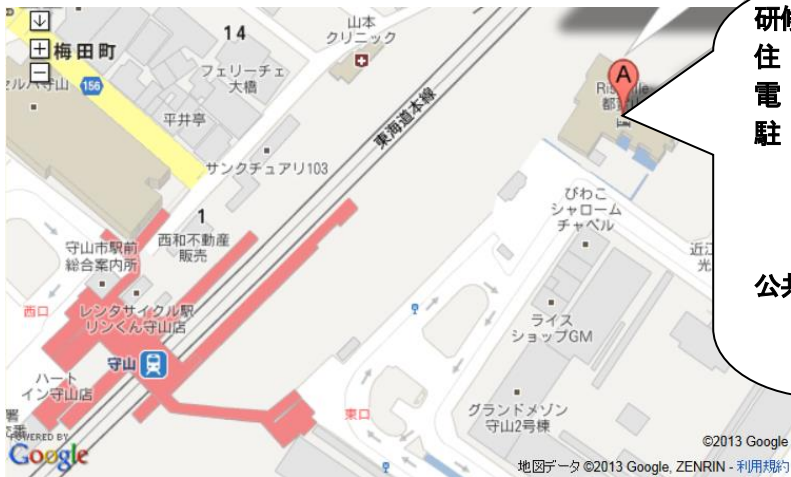 梅田町
156
14
フェリーチェ
大橋
平井亭
サンクチュアリ103
山本
クリニック
東海道本線
1
西和不動産
販売
守山市駅前
総合案内所
レンタサイクル駅
リンくん守山店
西口
守山
ハート
イン守山店
東口
A
びわこ
シャローム
チャペル
ライス
ショップGM
グランドメゾン
守山2号棟
研修
住
電
駐
公共
POWERED BY
Google
©2013 Google
地図データ ©2013 Google, ZENRIN - 利用規約